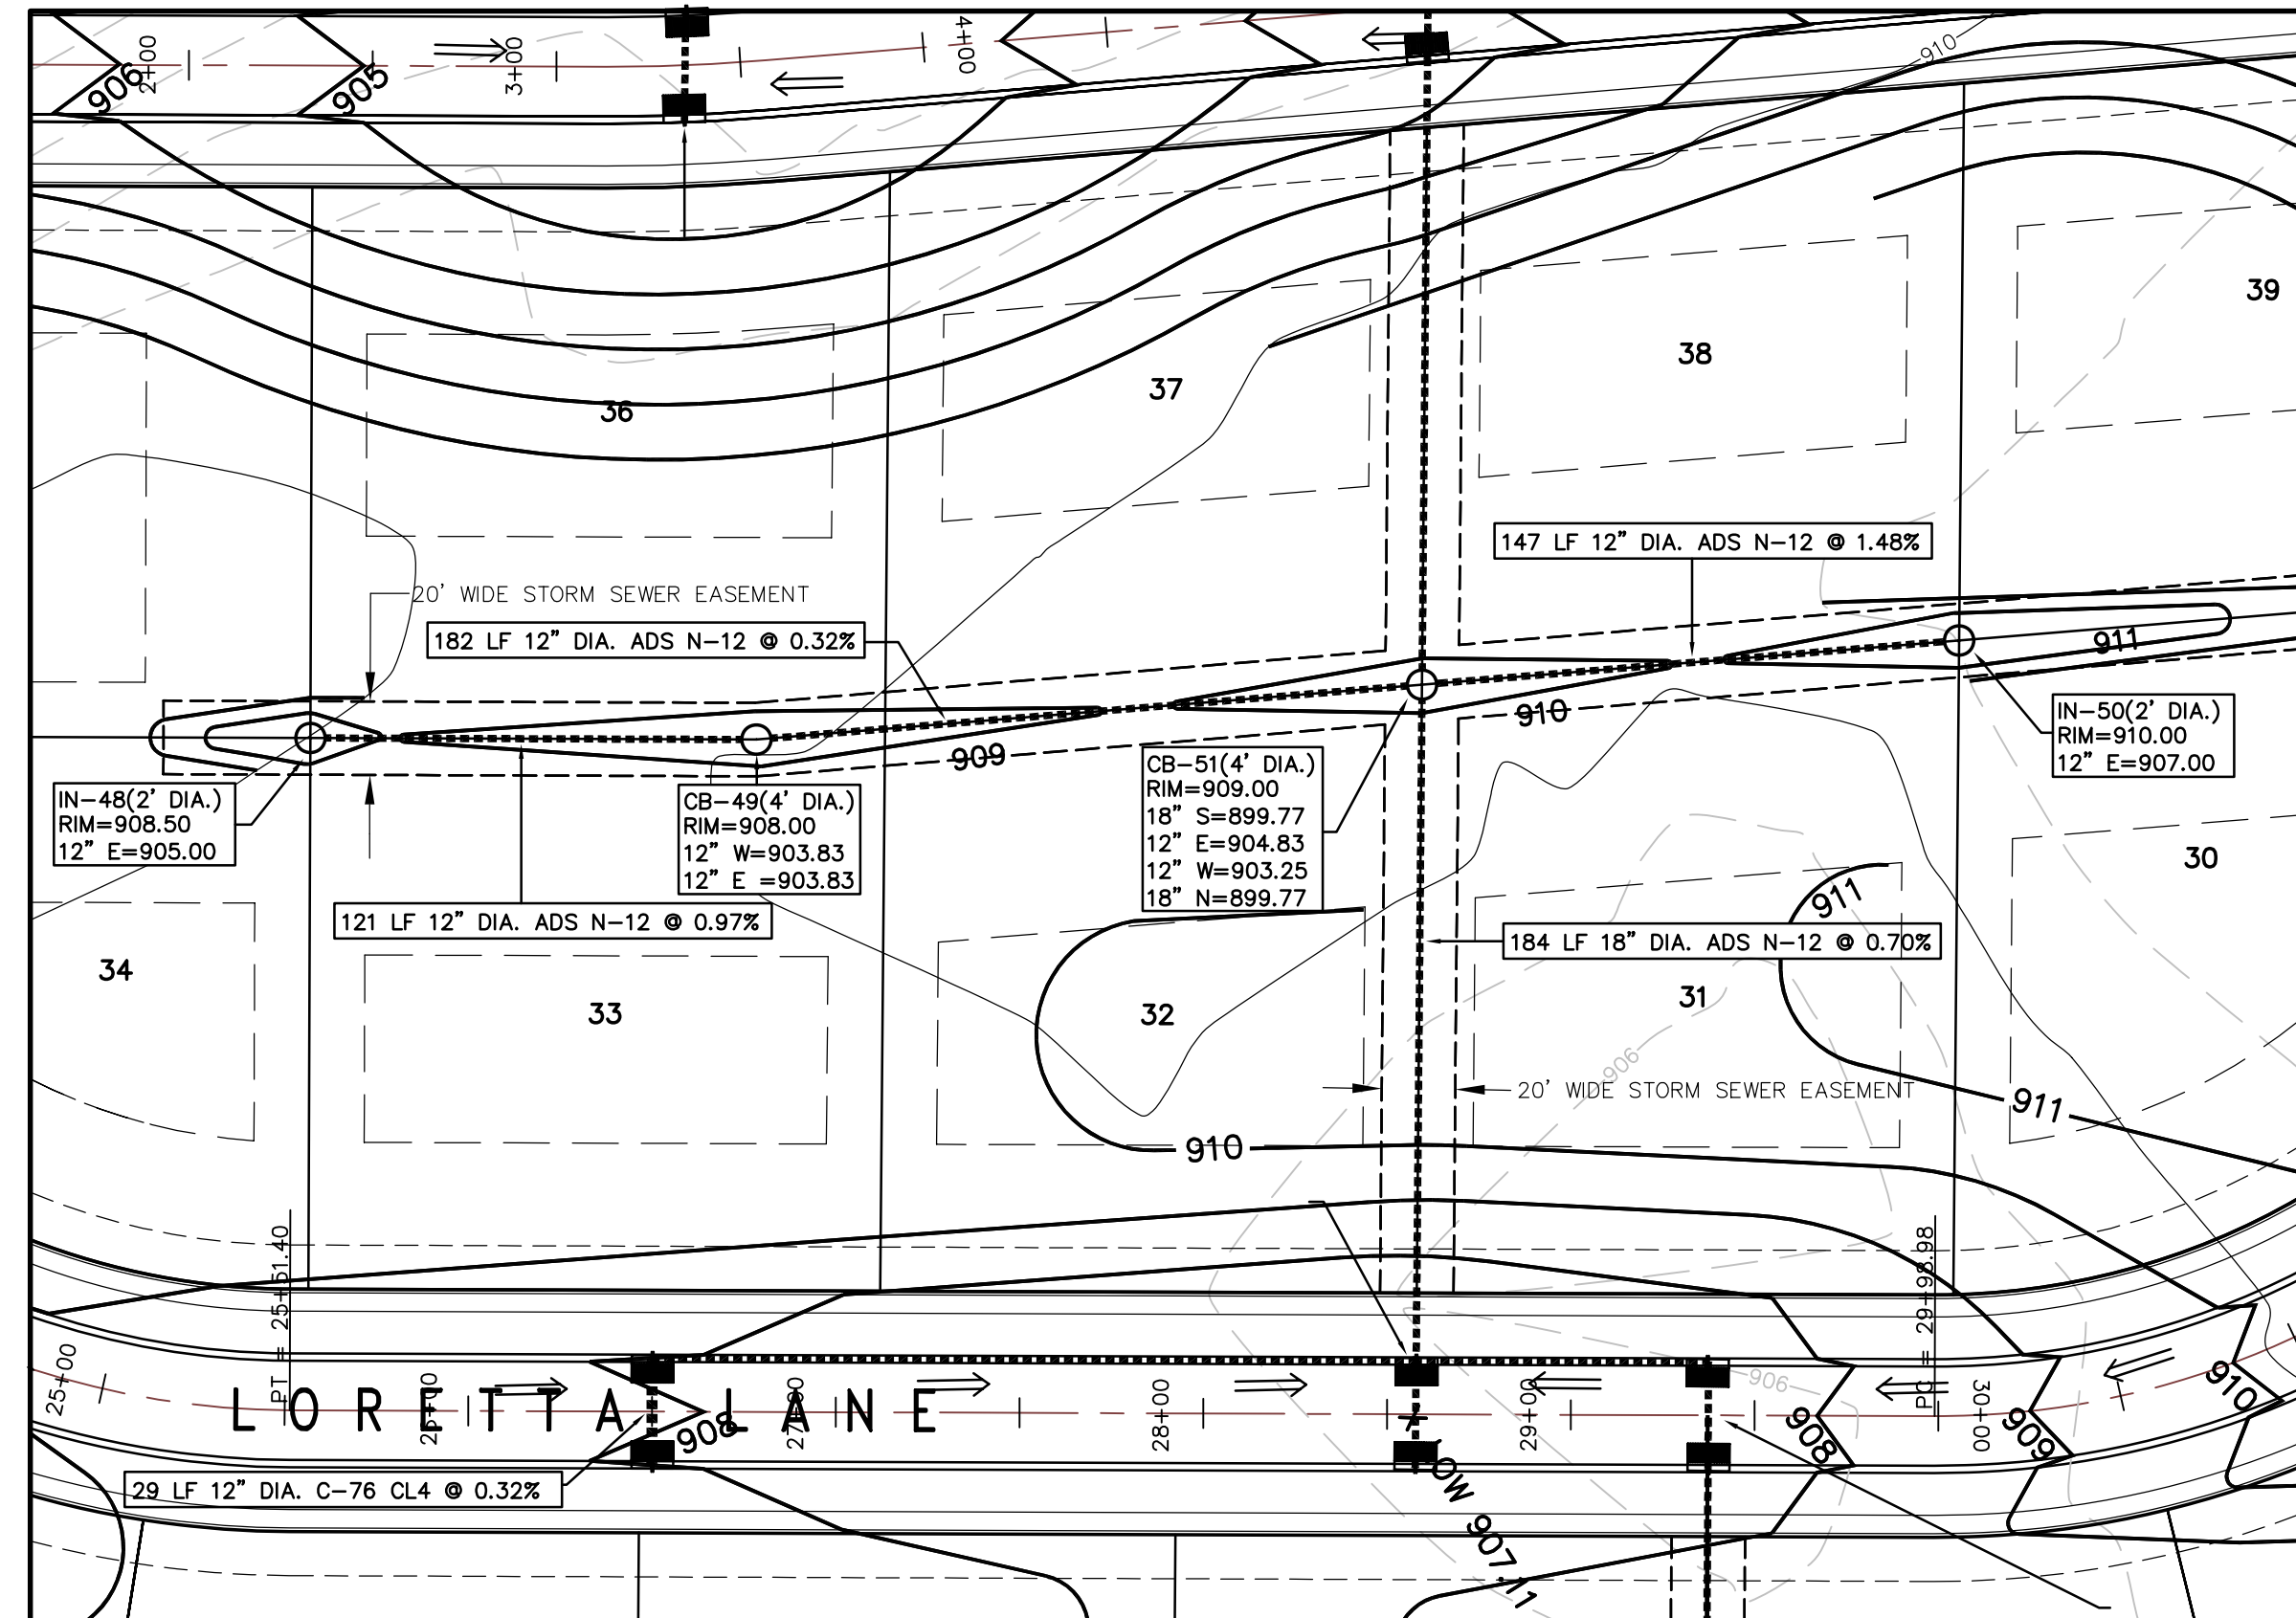 906
2+00
905
3+00
4+00
910
39
38
37
36
147 LF 12" DIA. ADS N-12 @ 1.48%
20' WIDE STORM SEWER EASEMENT
182 LF 12" DIA. ADS N-12 @ 0.32%
911
910
909
IN-50(2' DIA.)
RIM=910.00
12" E=907.00
CB-51(4' DIA.)
RIM=909.00
18" S=899.77
12" E=904.83
12" W=903.25
18" N=899.77
IN-48(2' DIA.)
RIM=908.50
12" E=905.00
CB-49(4' DIA.)
RIM=908.00
12" W=903.83
12" E =903.83
30
911
121 LF 12" DIA. ADS N-12 @ 0.97%
184 LF 18" DIA. ADS N-12 @ 0.70%
34
33
32
31
906
20' WIDE STORM SEWER EASEMENT
911
910
PT = 25+51.40
PC = 29+98.98
25+00
LORETTA LANE
26+00
27+00
28+00
29+00
30+00
906
908
908
909
910
29 LF 12" DIA. C-76 CL4 @ 0.32%
907.11